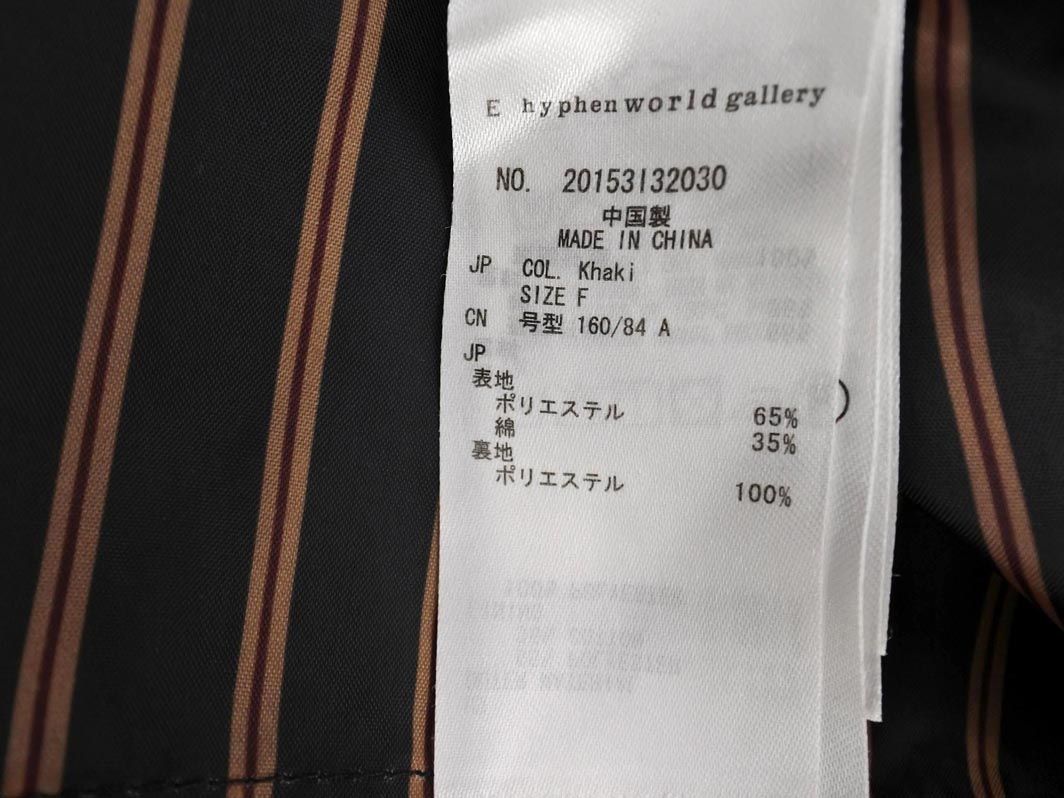 E hyphen world gallery
NO. 20153132030
中国製
MADE IN CHINA
JP COL. Khaki
SIZE F
CN 号型 160/84 A
JP
表地
ポリエステル 65%
綿 35%
裏地
ポリエステル 100%